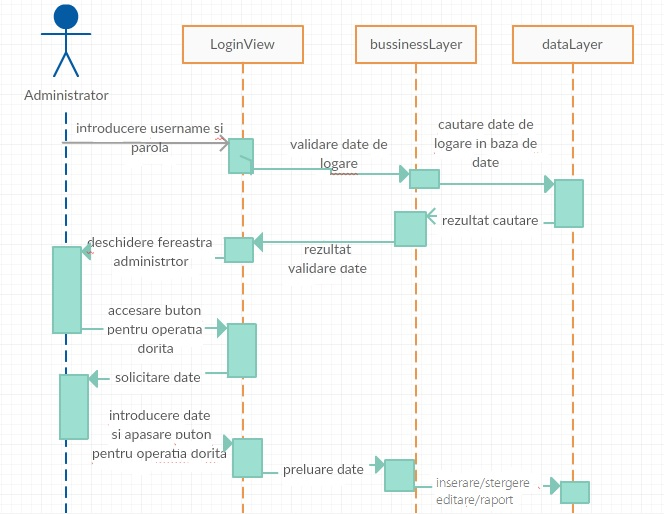 LoginView
bussinesLayer
dataLayer
Administrator
introducere username si
parola
validare date de
logare
cautare date de
logare in baza de
date
rezultat cautare
rezultat
validare date
deschidere fereastra
administrtor
accesare buton
pentru operatia
dorita
solicitare date
introducere date
si apasare buton
pentru operatia dorita
preluare date
inserare/stergere
editare/raport